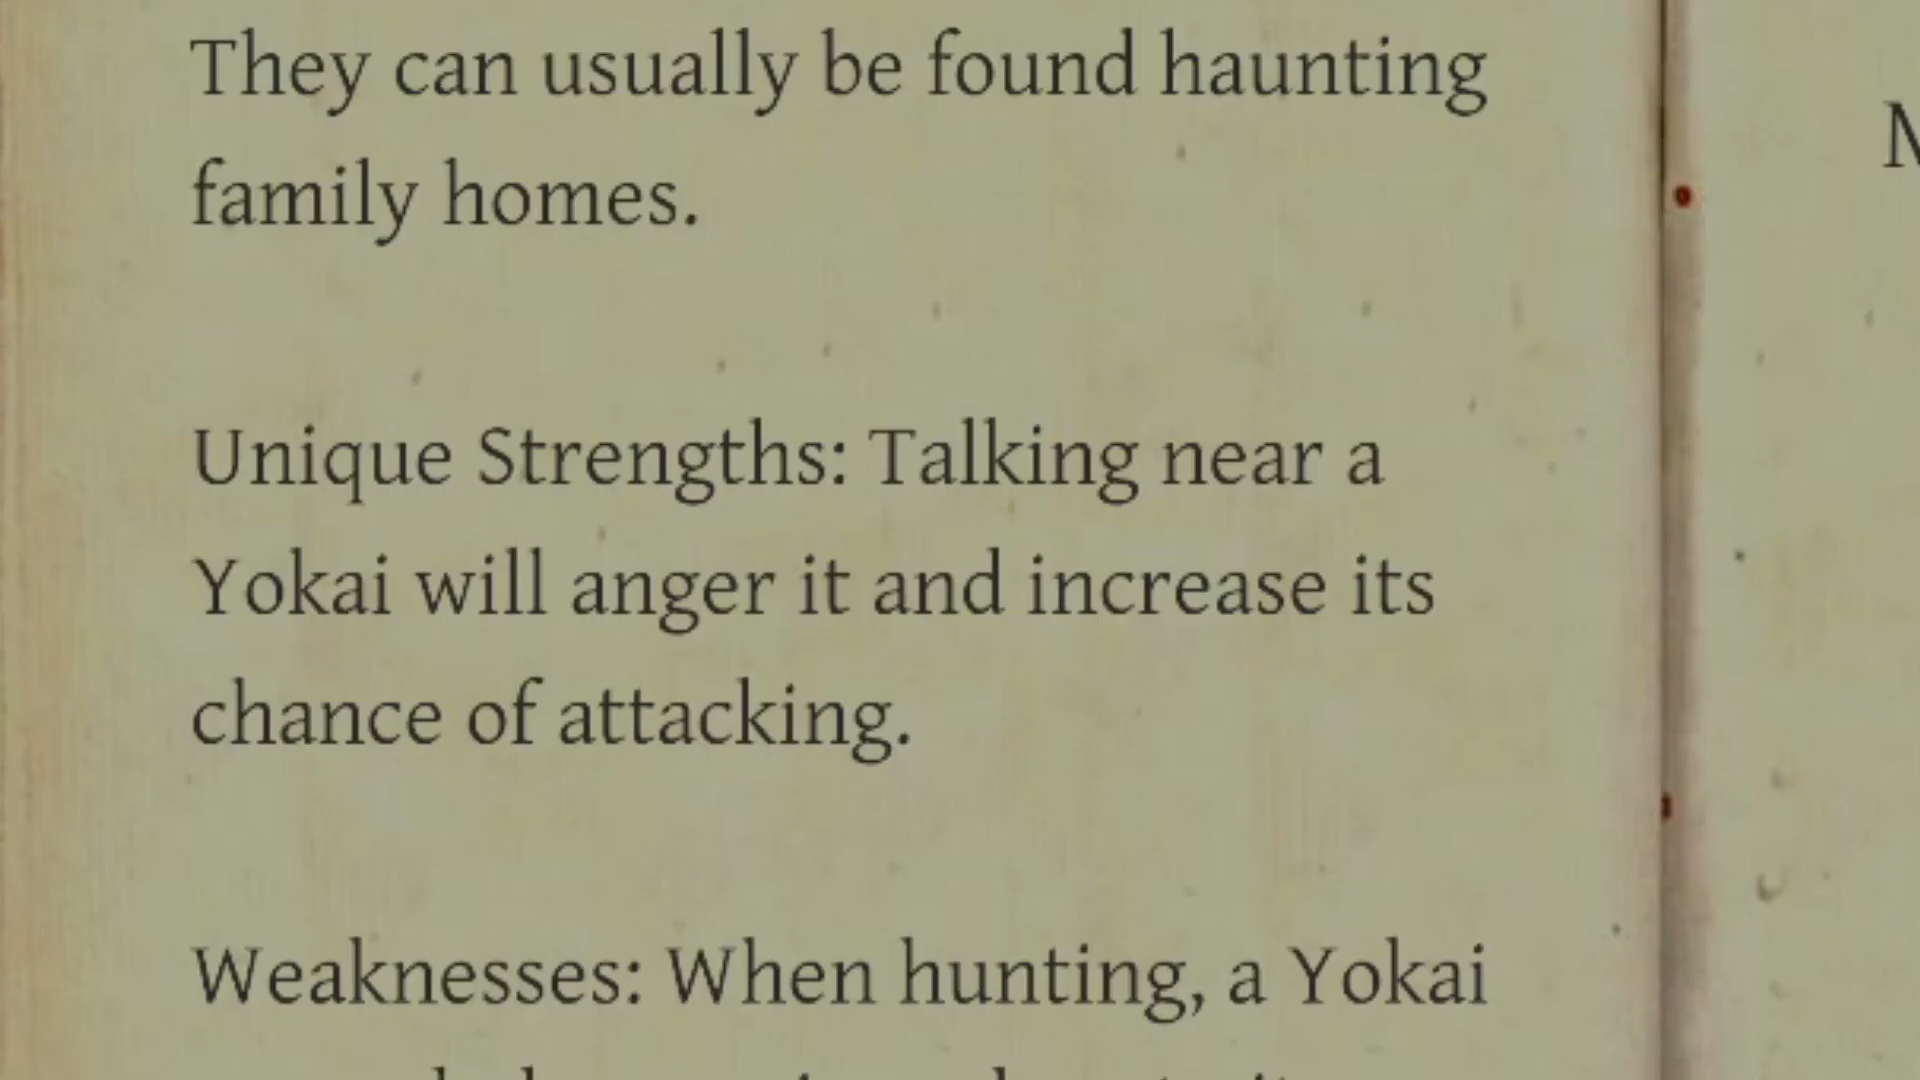 They can usually be found haunting
family homes.
Unique Strengths: Talking near a
Yokai will anger it and increase its
chance of attacking.
Weaknesses: When hunting, a Yokai